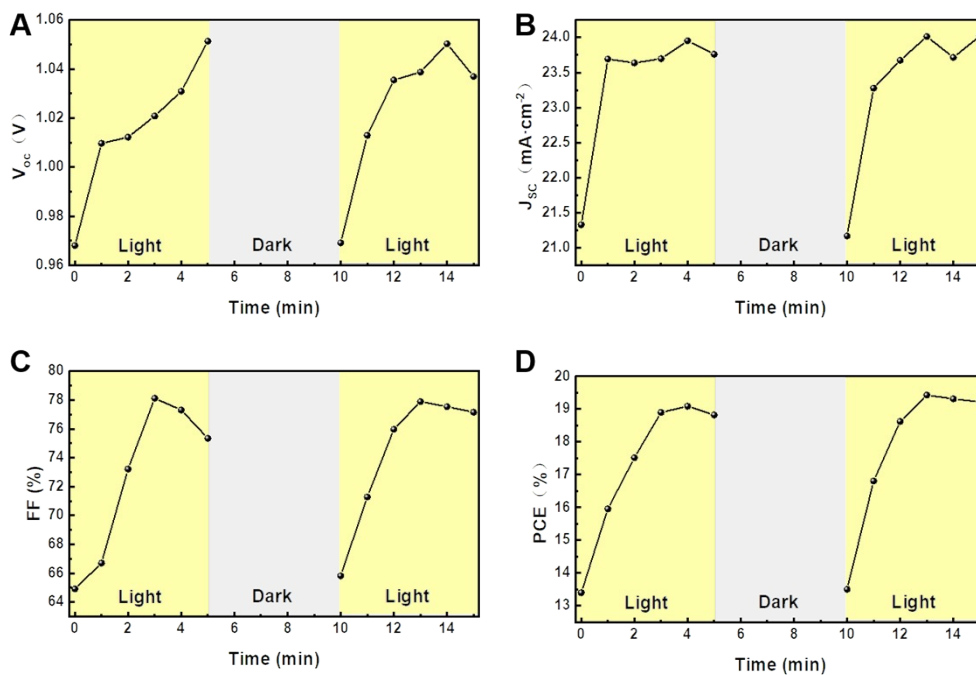 A
Voc (V)
1.06
1.04
1.02
1.00
0.98
0.96
Light
Dark
Light
0 2 4 6 8 10 12 14
Time (min)
B
JSC (mA·cm-2)
24.0
23.5
23.0
22.5
22.0
21.5
21.0
Light
Dark
Light
0 2 4 6 8 10 12 14
Time (min)
C
FF (%)
80
78
76
74
72
70
68
66
64
Light
Dark
Light
0 2 4 6 8 10 12 14
Time (min)
D
PCE (%)
20
19
18
17
16
15
14
13
Light
Dark
Light
0 2 4 6 8 10 12 14
Time (min)